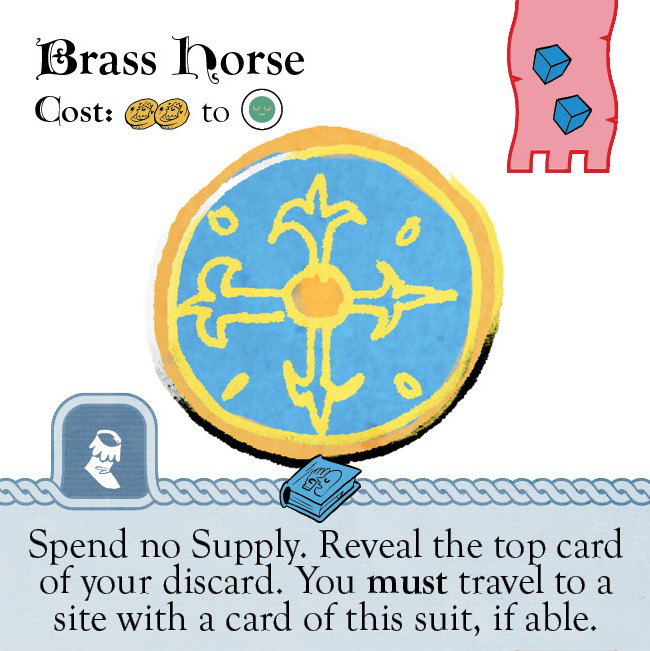 Brass Horse
Cost: to
Spend no Supply. Reveal the top card
of your discard. You must travel to a
site with a card of this suit, if able.